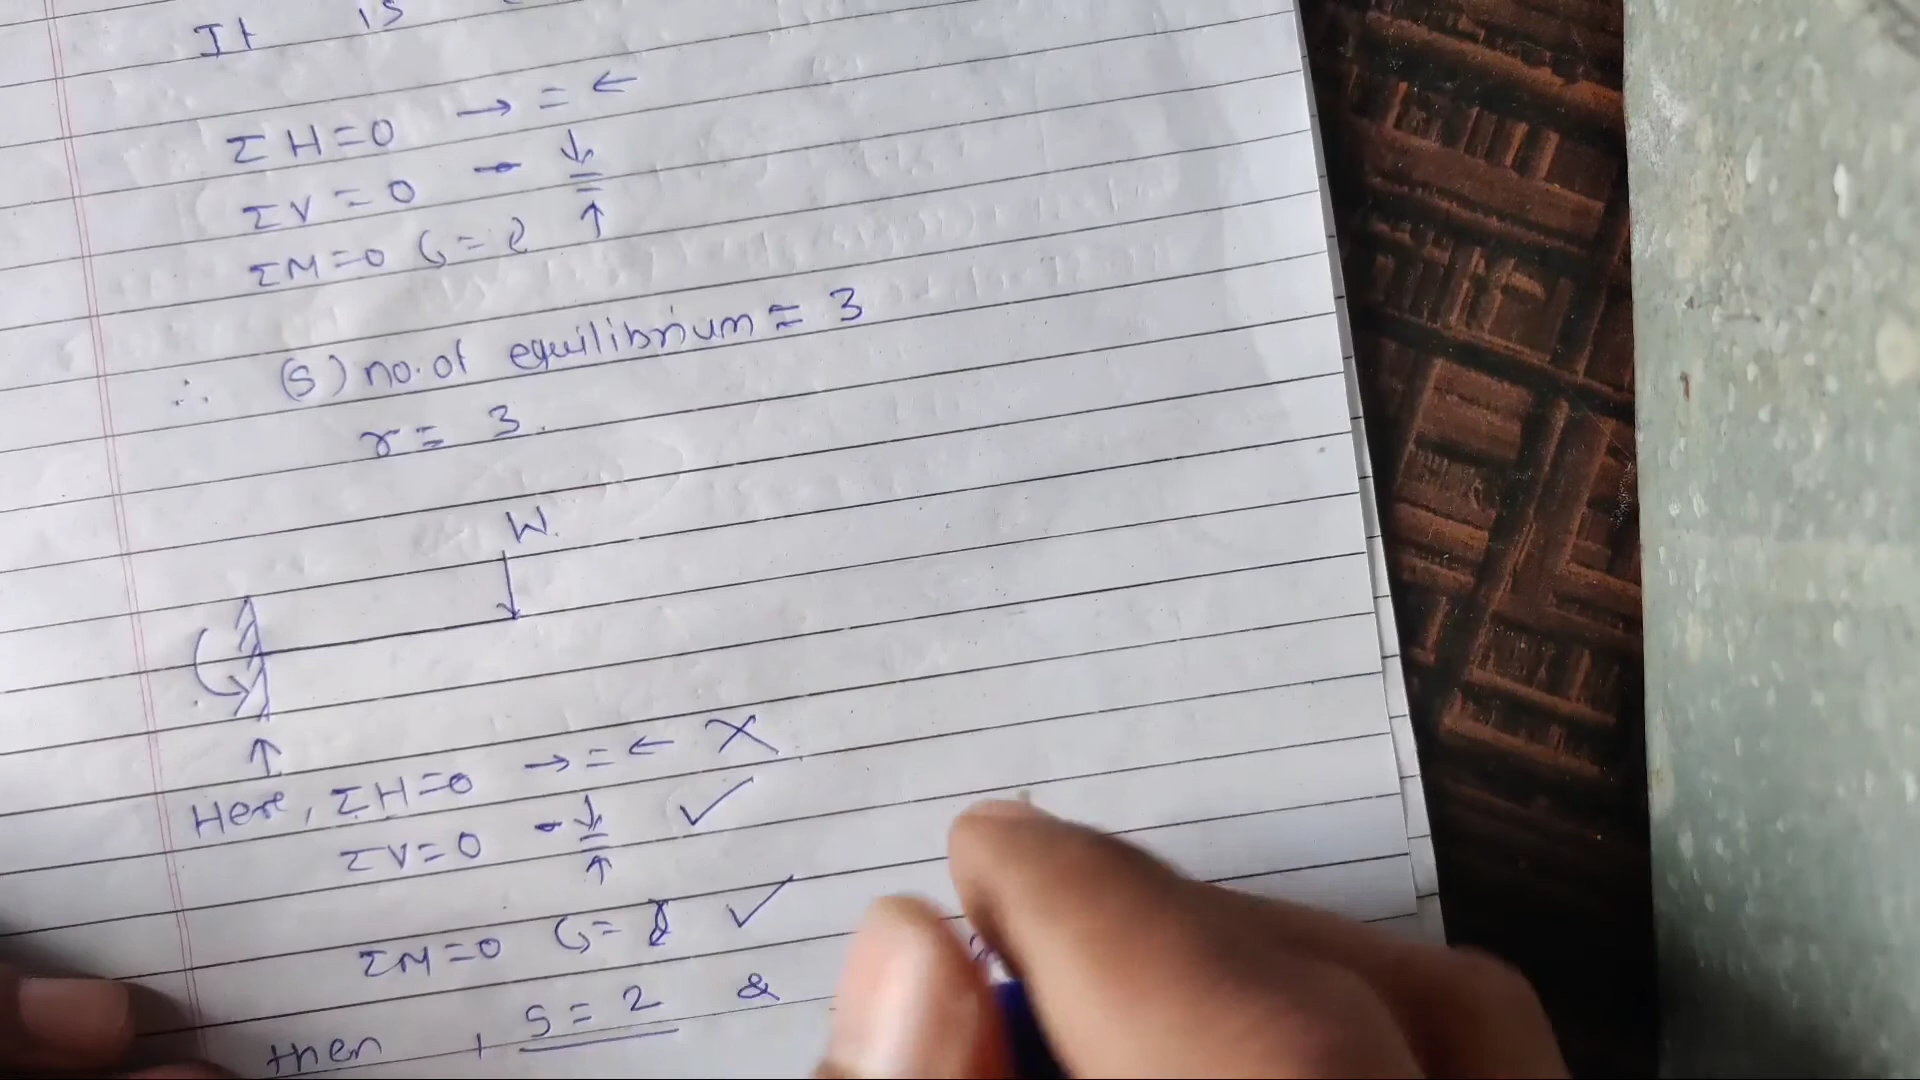 It is
ΣH=0 → = ←
ΣV=0 - ↓ = ↑
ΣM=0 ↺ = ↻
∴ (S) no. of equilibrium = 3
r = 3.
W.
↑
Here, ΣH=0 → = ← X
ΣV=0 - ↓ = ↑ ✓
ΣM=0 ↺ = ↻ ✓
then , S = 2 &